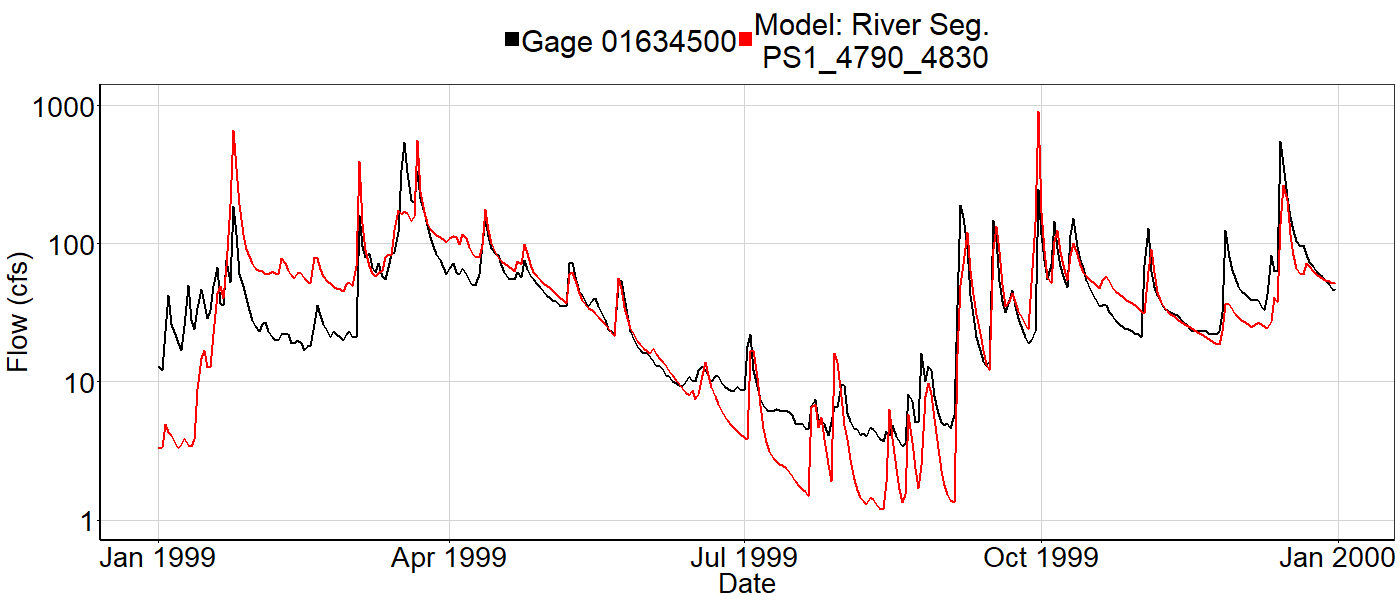 Gage 01634500
Model: River Seg.
PS1_4790_4830
Flow (cfs)
1000
100
10
1
Jan 1999
Apr 1999
Jul 1999
Oct 1999
Jan 2000
Date